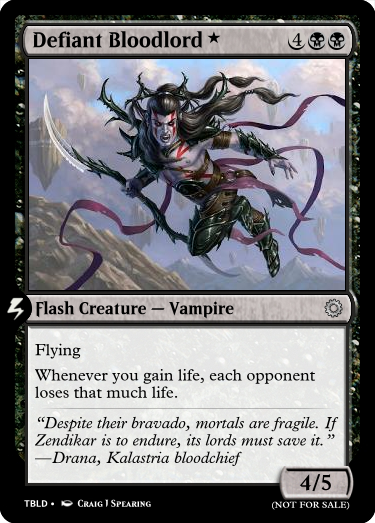 Defiant Bloodlord ★ 4
Flash Creature — Vampire
Flying
Whenever you gain life, each opponent
loses that much life.
“Despite their bravado, mortals are fragile. If
Zendikar is to endure, its lords must save it.”
—Drana, Kalastria bloodchief
4/5
TBLD • Craig J Spearing
(NOT FOR SALE)